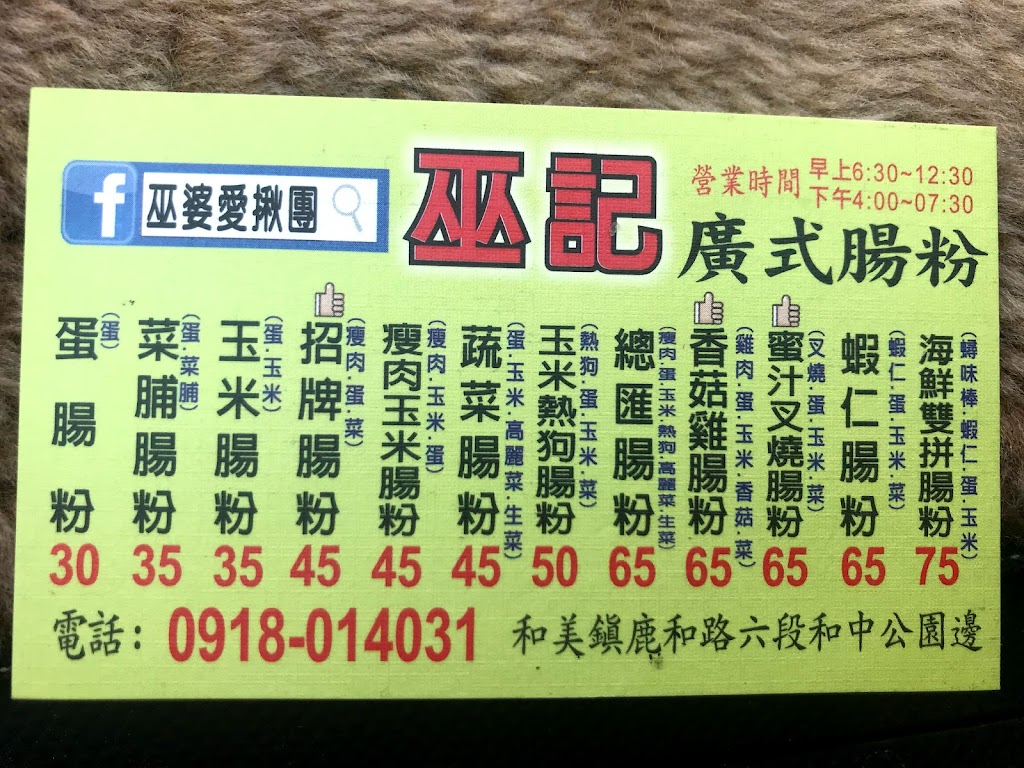 巫婆愛揪團
巫記
營業時間
早上6:30~12:30
下午4:00~07:30
廣式腸粉
海鮮雙拼腸粉
(蟳味棒.蝦仁.蛋.玉米)
75
蝦仁腸粉
(蝦仁.蛋.玉米.菜)
65
蜜汁叉燒腸粉
(叉燒.蛋.玉米.菜)
65
香菇雞腸粉
(雞肉.蛋.玉米.香菇.菜)
65
總匯腸粉
(瘦肉 蛋.玉米 熱狗 高麗菜 生菜)
65
玉米熱狗腸粉
(熱狗.蛋.玉米.菜)
50
蔬菜腸粉
(蛋.玉米.高麗菜.生菜)
45
瘦肉玉米腸粉
(瘦肉.玉米.蛋)
45
招牌腸粉
(瘦肉.蛋.菜)
45
玉米腸粉
(蛋.玉米)
35
菜脯腸粉
(蛋.菜脯)
35
蛋腸粉
(蛋)
30
電話: 0918-014031
和美鎮鹿和路六段和中公園邊